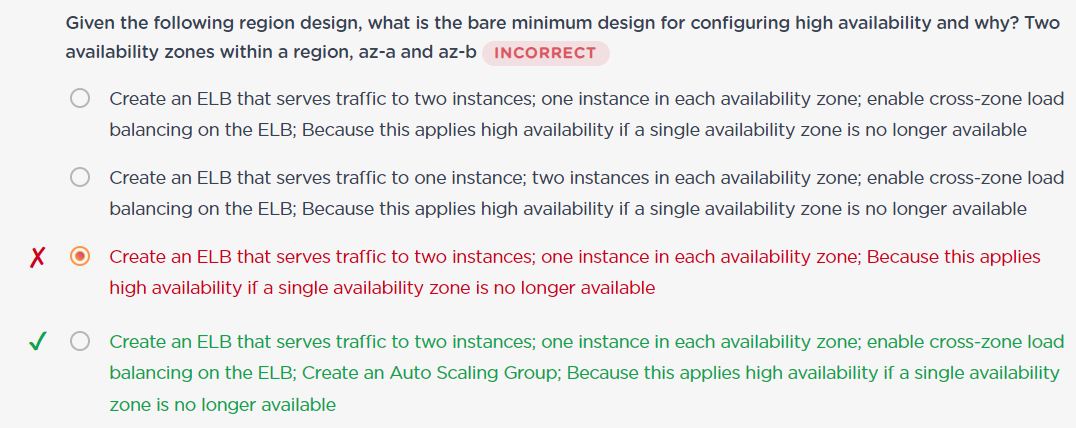 Given the following region design, what is the bare minimum design for configuring high availability and why? Two
availability zones within a region, az-a and az-b INCORRECT
Create an ELB that serves traffic to two instances; one instance in each availability zone; enable cross-zone load
balancing on the ELB; Because this applies high availability if a single availability zone is no longer available
Create an ELB that serves traffic to one instance; two instances in each availability zone; enable cross-zone load
balancing on the ELB; Because this applies high availability if a single availability zone is no longer available
Create an ELB that serves traffic to two instances; one instance in each availability zone; Because this applies
high availability if a single availability zone is no longer available
Create an ELB that serves traffic to two instances; one instance in each availability zone; enable cross-zone load
balancing on the ELB; Create an Auto Scaling Group; Because this applies high availability if a single availability
zone is no longer available